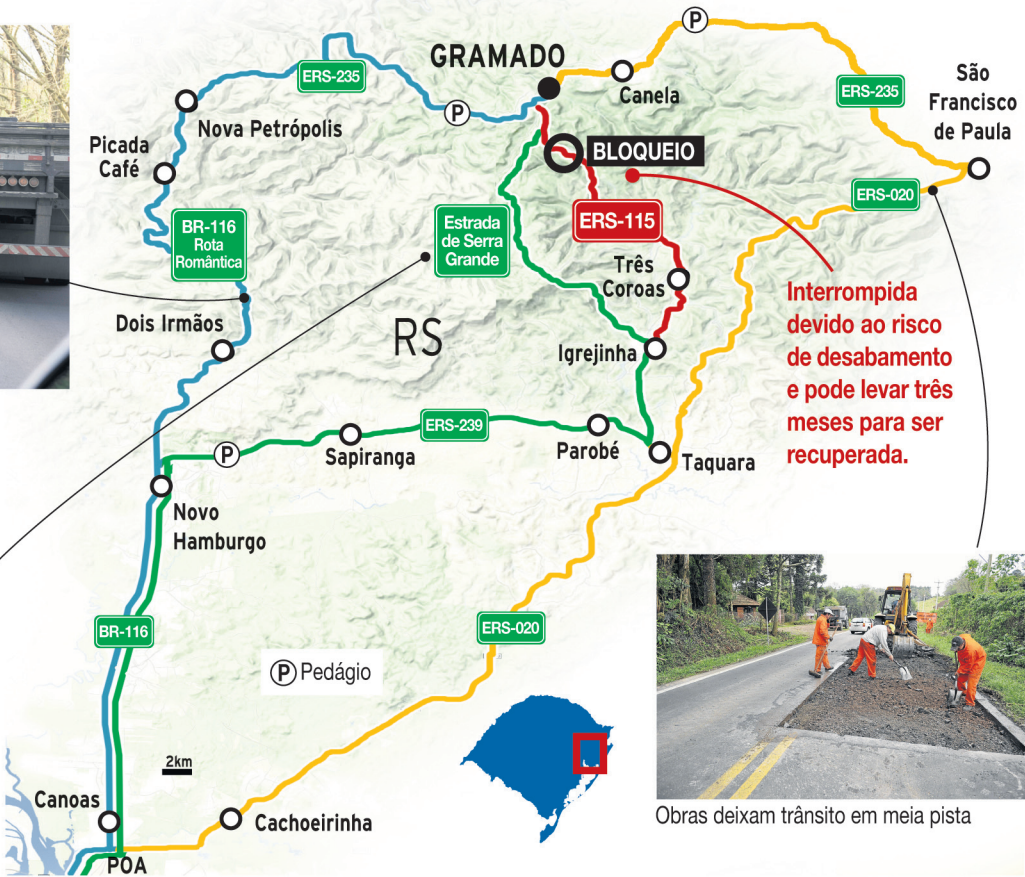 P
GRAMADO
ERS-235
Canela
ERS-235
São
Francisco
de Paula
P
Nova Petrópolis
Picada
Café
BLOQUEIO
ERS-020
BR-116
Rota
Romântica
Estrada
de Serra
Grande
ERS-115
Três
Coroas
Interrompida
devido ao risco
de desabamento
e pode levar três
meses para ser
recuperada.
Dois Irmãos
RS
Igrejinha
ERS-239
P
Sapiranga
Parobé
Taquara
Novo
Hamburgo
BR-116
ERS-020
P Pedágio
2km
Canoas
Cachoeirinha
POA
Obras deixam trânsito em meia pista